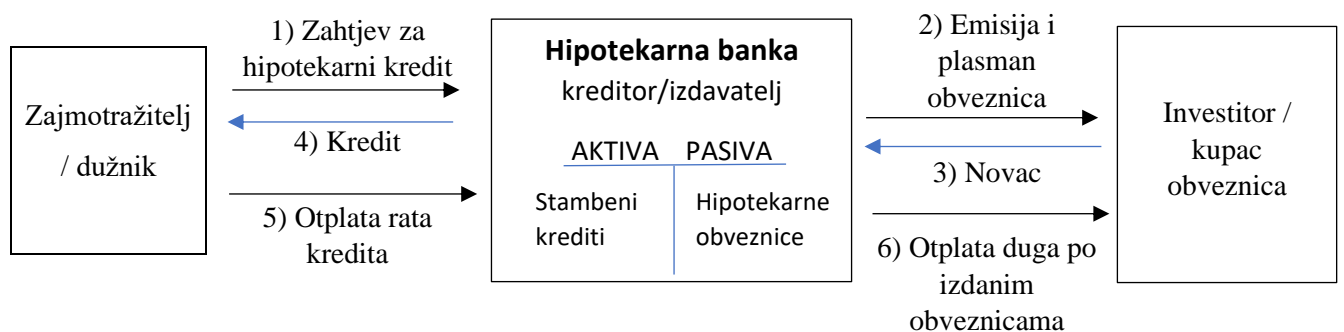 Zajmotražitelj
/ dužnik
1) Zahtjev za
hipotekarni kredit
4) Kredit
5) Otplata rata
kredita
Hipotekarna banka
kreditor/izdavatelj
AKTIVA PASIVA
Stambeni
krediti
Hipotekarne
obveznice
2) Emisija i
plasman
obveznica
3) Novac
6) Otplata duga po
izdanim
obveznicama
Investitor /
kupac
obveznica